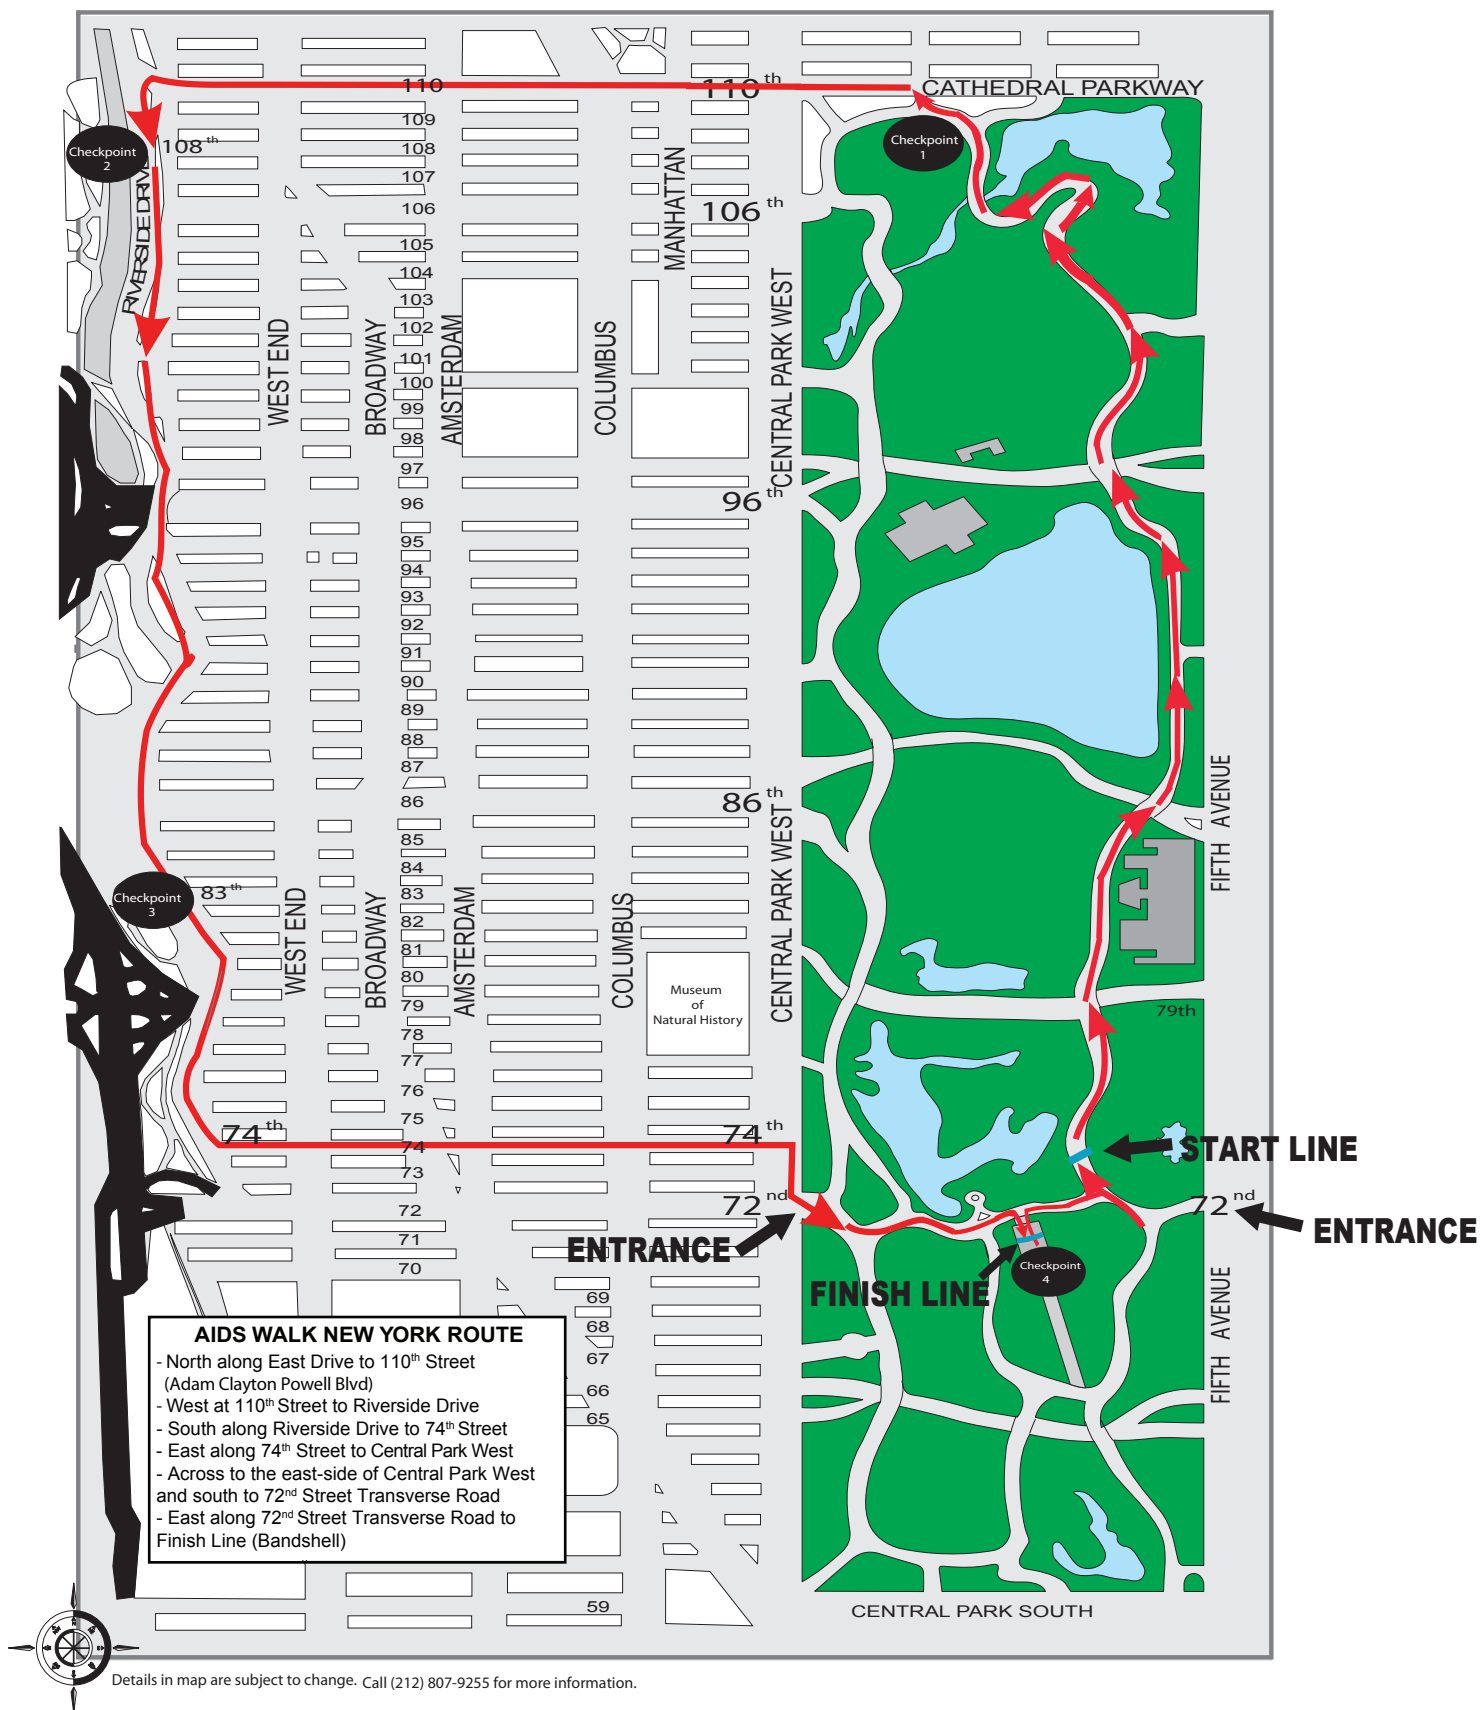 110
110th
CATHEDRAL PARKWAY
109
Checkpoint
1
Checkpoint
2
108th
108
107
106
106th
RIVERSIDE DRIVE
MANHATTAN
105
104
103
102
101
100
99
98
97
96
96th
WEST END
BROADWAY
AMSTERDAM
COLUMBUS
CENTRAL PARK WEST
95
94
93
92
91
90
89
88
87
86
86th
FIFTH AVENUE
85
84
83
83rd
Checkpoint
3
82
81
80
79
78
77
76
75
74
73
72
71
70
WEST END
BROADWAY
AMSTERDAM
COLUMBUS
CENTRAL PARK WEST
Museum
of
Natural History
79th
74th
74th
START LINE
72nd
72nd
ENTRANCE
ENTRANCE
FINISH LINE
Checkpoint
4
69
68
67
66
65
FIFTH AVENUE
AIDS WALK NEW YORK ROUTE
- North along East Drive to 110th Street
(Adam Clayton Powell Blvd)
- West at 110th Street to Riverside Drive
- South along Riverside Drive to 74th Street
- East along 74th Street to Central Park West
- Across to the east-side of Central Park West
and south to 72nd Street Transverse Road
- East along 72nd Street Transverse Road to
Finish Line (Bandshell)
59
CENTRAL PARK SOUTH
Details in map are subject to change. Call (212) 807-9255 for more information.